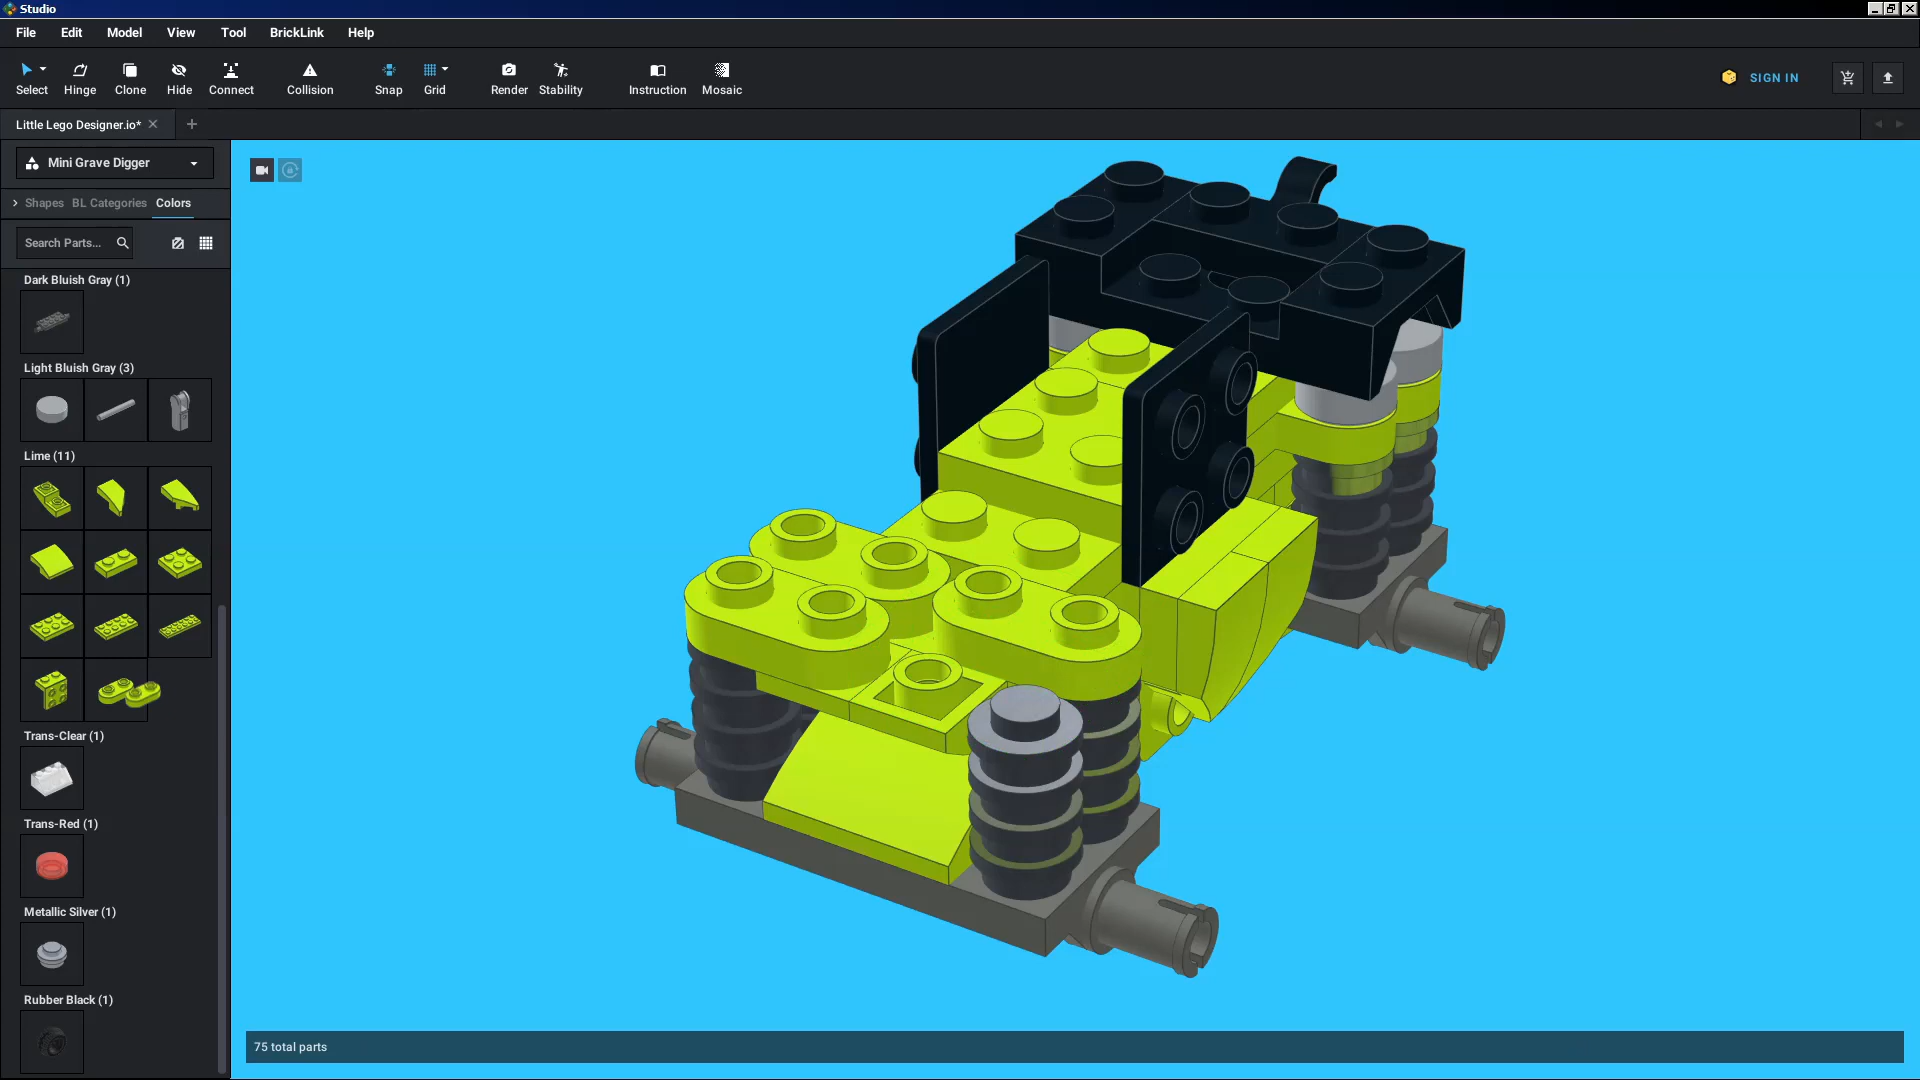 Studio
File Edit Model View Tool BrickLink Help
Select Hinge Clone Hide Connect Collision Snap Grid Render Stability Instruction Mosaic SIGN IN
Little Lego Designer.io*
Mini Grave Digger
Shapes BL Categories Colors
Search Parts...
Dark Bluish Gray (1)
Light Bluish Gray (3)
Lime (11)
Trans-Clear (1)
Trans-Red (1)
Metallic Silver (1)
Rubber Black (1)
75 total parts